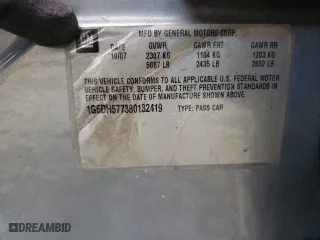 GM
MFD BY GENERAL MOTORS CORP.
DATE GVWR GAWR FRT GAWR RR
10/07 2307 KG 1104 KG 1203 KG
5087 LB 2435 LB 2652 LB
THIS VEHICLE CONFORMS TO ALL APPLICABLE U.S. FEDERAL MOTOR
VEHICLE SAFETY, BUMPER, AND THEFT PREVENTION STANDARDS
IN EFFECT ON THE DATE OF MANUFACTURE SHOWN ABOVE.
1G6DH577380132419 TYPE: PASS CAR
DREAMBID